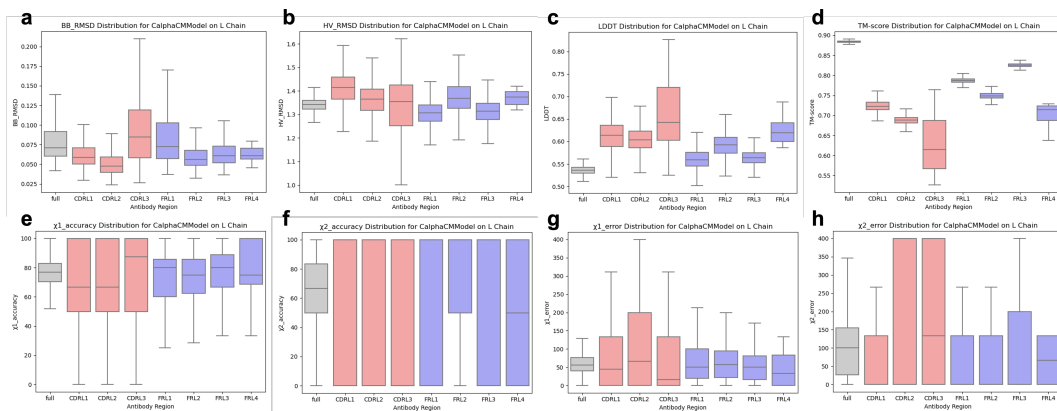 a
BB_RMSD Distribution for CalphaCMModel on L Chain
BB_RMSD
0.200
0.175
0.150
0.125
0.100
0.075
0.050
0.025
full CDRL1 CDRL2 CDRL3 FRL1 FRL2 FRL3 FRL4
Antibody Region
b
HV_RMSD Distribution for CalphaCMModel on L Chain
HV_RMSD
1.6
1.5
1.4
1.3
1.2
1.1
1.0
full CDRL1 CDRL2 CDRL3 FRL1 FRL2 FRL3 FRL4
Antibody Region
c
LDDT Distribution for CalphaCMModel on L Chain
LDDT
0.80
0.75
0.70
0.65
0.60
0.55
0.50
full CDRL1 CDRL2 CDRL3 FRL1 FRL2 FRL3 FRL4
Antibody Region
d
TM-score Distribution for CalphaCMModel on L Chain
TM-score
0.90
0.85
0.80
0.75
0.70
0.65
0.60
0.55
full CDRL1 CDRL2 CDRL3 FRL1 FRL2 FRL3 FRL4
Antibody Region
e
χ1_accuracy Distribution for CalphaCMModel on L Chain
χ1_accuracy
100
80
60
40
20
0
full CDRL1 CDRL2 CDRL3 FRL1 FRL2 FRL3 FRL4
Antibody Region
f
χ2_accuracy Distribution for CalphaCMModel on L Chain
χ2_accuracy
100
80
60
40
20
0
full CDRL1 CDRL2 CDRL3 FRL1 FRL2 FRL3 FRL4
Antibody Region
g
χ1_error Distribution for CalphaCMModel on L Chain
χ1_error
400
350
300
250
200
150
100
50
0
full CDRL1 CDRL2 CDRL3 FRL1 FRL2 FRL3 FRL4
Antibody Region
h
χ2_error Distribution for CalphaCMModel on L Chain
χ2_error
400
350
300
250
200
150
100
50
0
full CDRL1 CDRL2 CDRL3 FRL1 FRL2 FRL3 FRL4
Antibody Region